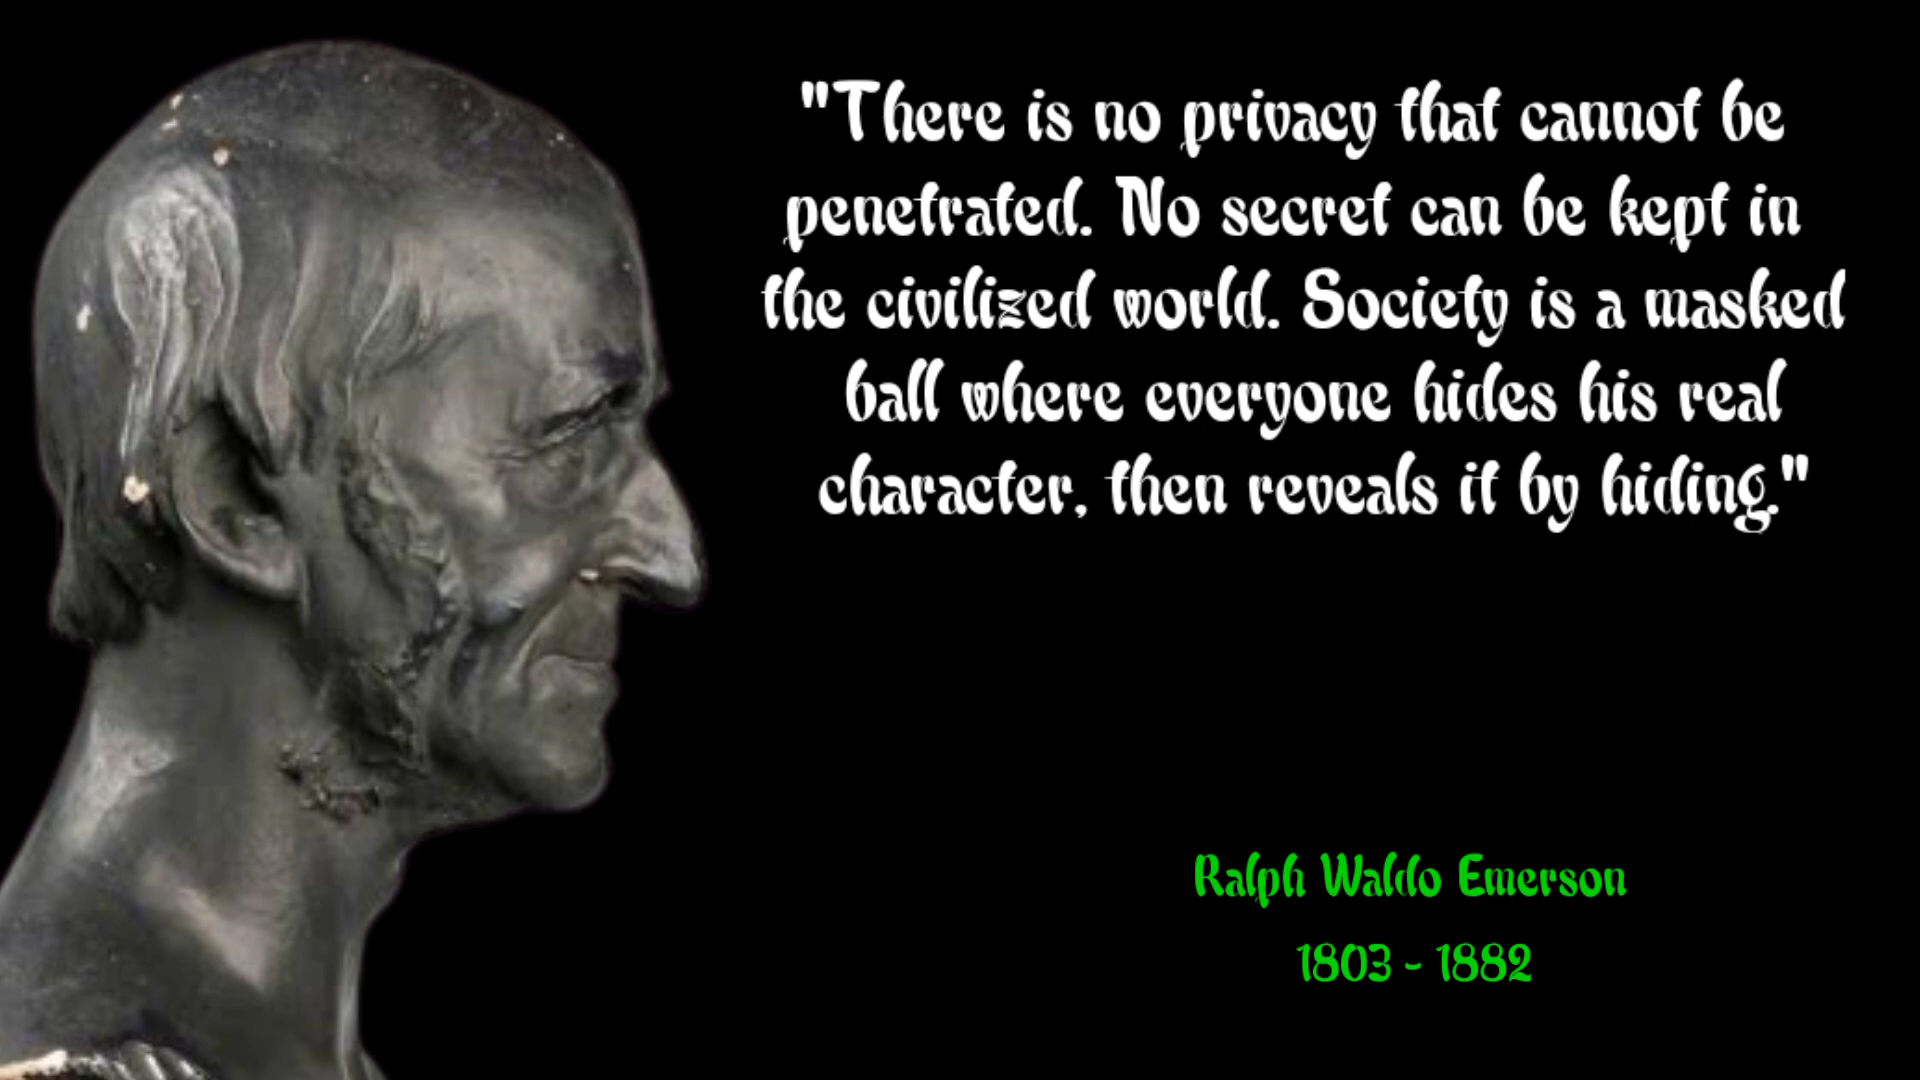 "There is no privacy that cannot be
penetrated. No secret can be kept in
the civilized world. Society is a masked
ball where everyone hides his real
character, then reveals it by hiding."
Ralph Waldo Emerson
1803 - 1882